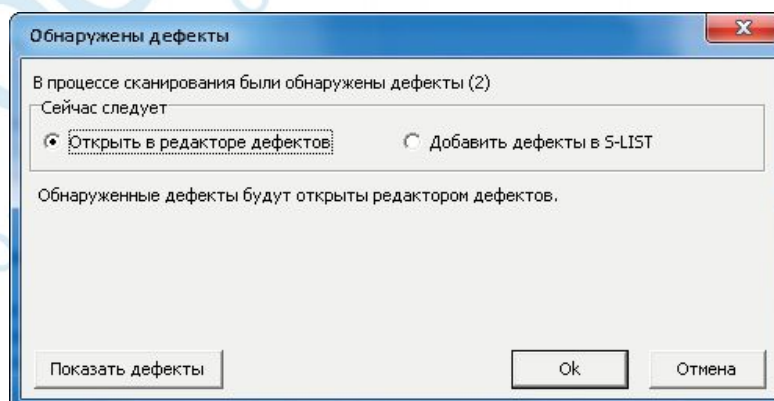 Обнаружены дефекты
В процессе сканирования были обнаружены дефекты (2)
Сейчас следует
Открыть в редакторе дефектов Добавить дефекты в S-LIST
Обнаруженные дефекты будут открыты редактором дефектов.
Показать дефекты Ok Отмена